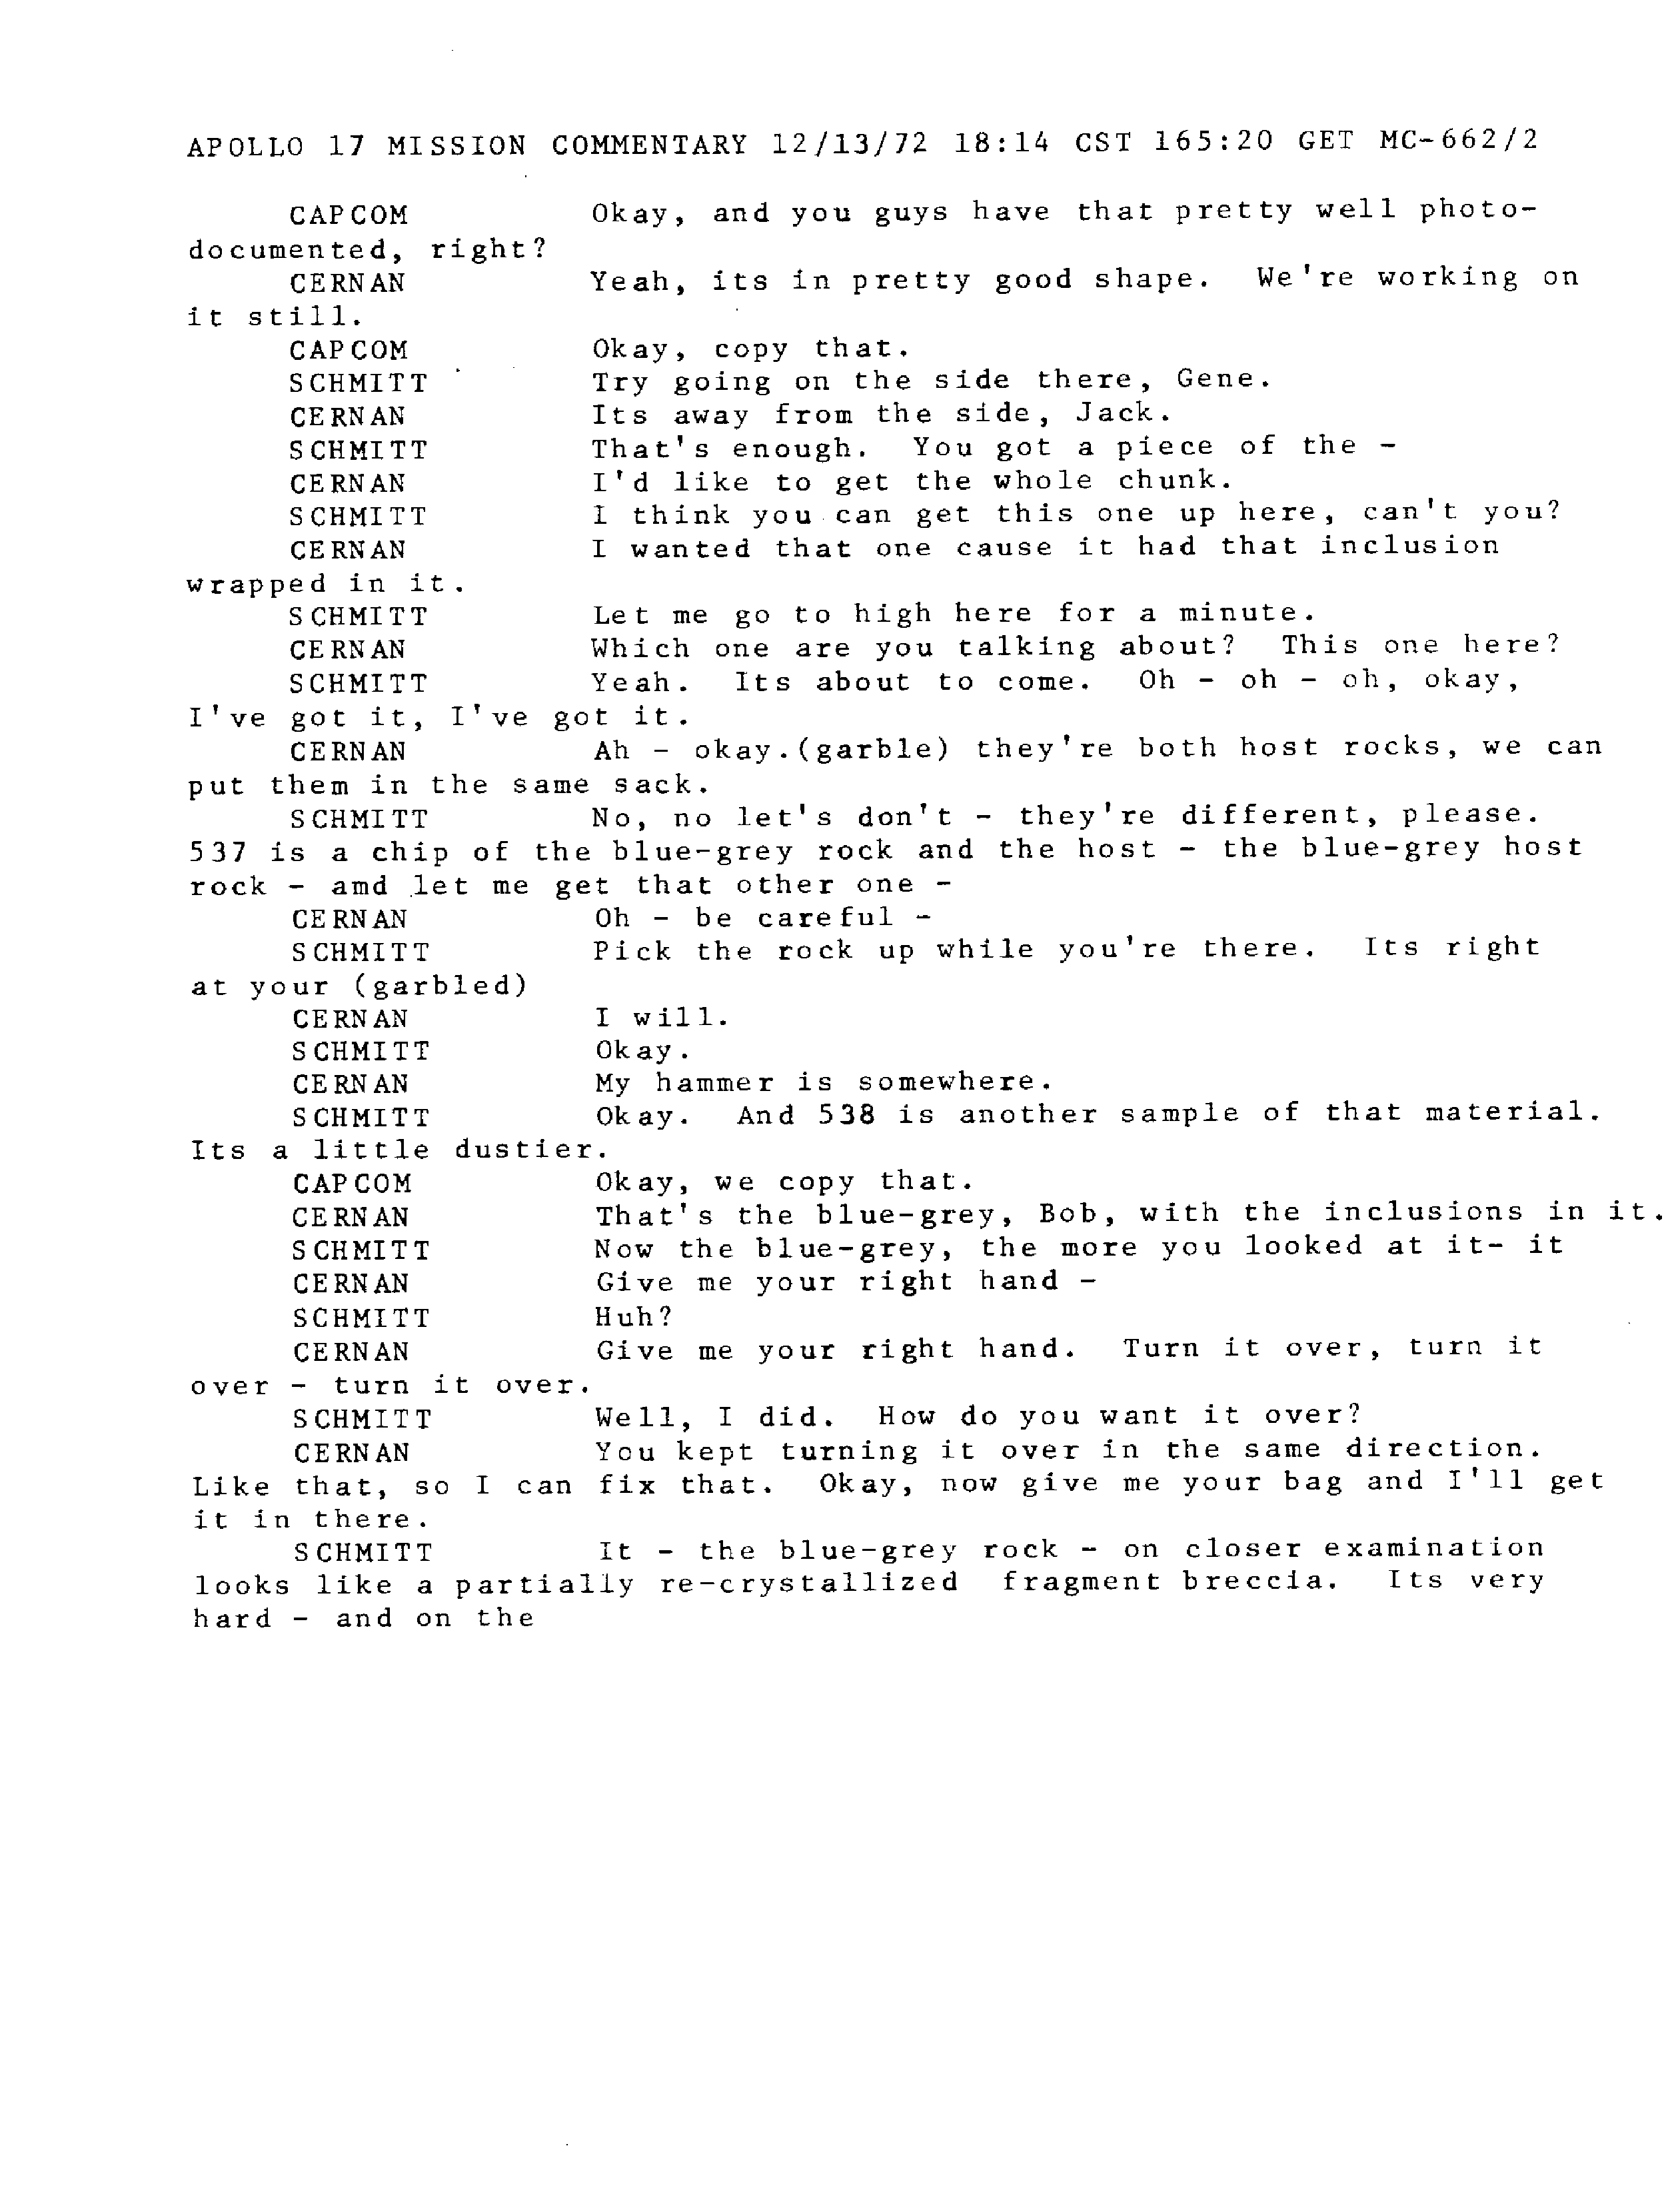 APOLLO 17 MISSION COMMENTARY 12/13/72 18:14 CST 165:20 GET MC-662/2
CAPCOM Okay, and you guys have that pretty well photo-
documented, right?
CERNAN Yeah, its in pretty good shape. We're working on
it still.
CAPCOM Okay, copy that.
SCHMITT Try going on the side there, Gene.
CERNAN Its away from the side, Jack.
SCHMITT That's enough. You got a piece of the -
CERNAN I'd like to get the whole chunk.
SCHMITT I think you can get this one up here, can't you?
CERNAN I wanted that one cause it had that inclusion
wrapped in it.
SCHMITT Let me go to high here for a minute.
CERNAN Which one are you talking about? This one here?
SCHMITT Yeah. Its about to come. Oh - oh - oh, okay,
I've got it, I've got it.
CERNAN Ah - okay.(garble) they're both host rocks, we can
put them in the same sack.
SCHMITT No, no let's don't - they're different, please.
537 is a chip of the blue-grey rock and the host - the blue-grey host
rock - amd let me get that other one -
CERNAN Oh - be careful -
SCHMITT Pick the rock up while you're there. Its right
at your (garbled)
CERNAN I will.
SCHMITT Okay.
CERNAN My hammer is somewhere.
SCHMITT Okay. And 538 is another sample of that material.
Its a little dustier.
CAPCOM Okay, we copy that.
CERNAN That's the blue-grey, Bob, with the inclusions in it.
SCHMITT Now the blue-grey, the more you looked at it- it
CERNAN Give me your right hand -
SCHMITT Huh?
CERNAN Give me your right hand. Turn it over, turn it
over - turn it over.
SCHMITT Well, I did. How do you want it over?
CERNAN You kept turning it over in the same direction.
Like that, so I can fix that. Okay, now give me your bag and I'll get
it in there.
SCHMITT It - the blue-grey rock - on closer examination
looks like a partially re-crystallized fragment breccia. Its very
hard - and on the